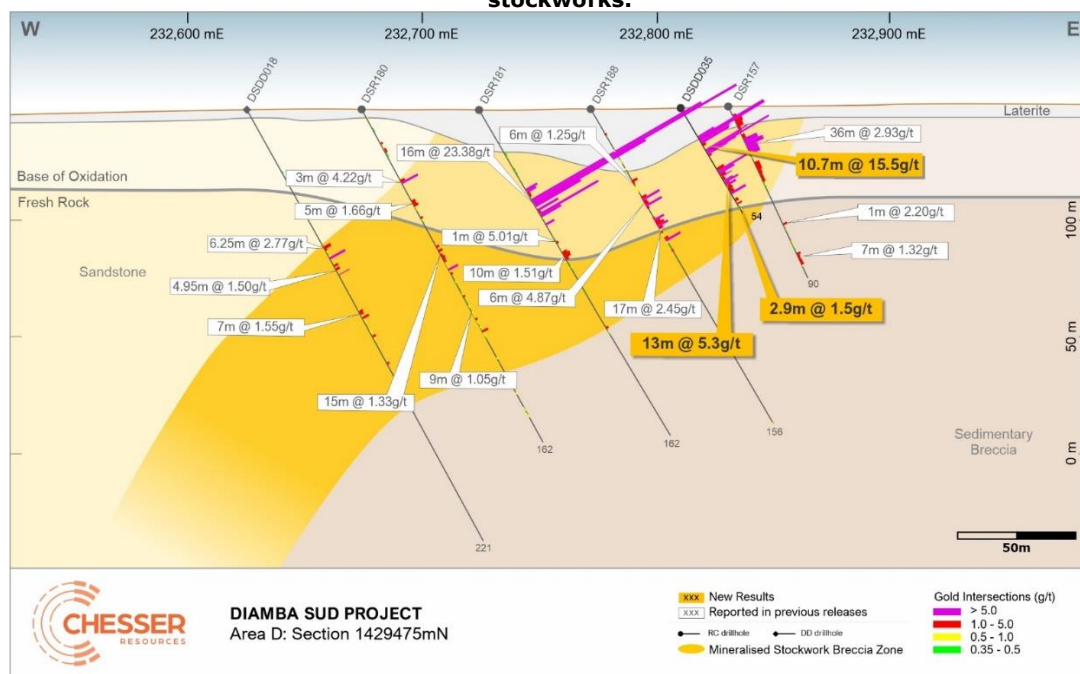 stockworks.
W
232,600 mE
232,700 mE
232,800 mE
232,900 mE
E
DSDD018
DSR180
DSR181
DSR188
DSDD035
DSR157
Laterite
6m @ 1.25g/t
36m @ 2.93g/t
16m @ 23.38g/t
10.7m @ 15.5g/t
3m @ 4.22g/t
Base of Oxidation
Fresh Rock
5m @ 1.66g/t
54
1m @ 2.20g/t
100 m
1m @ 5.01g/t
6.25m @ 2.77g/t
7m @ 1.32g/t
Sandstone
10m @ 1.51g/t
90
4.95m @ 1.50g/t
6m @ 4.87g/t
17m @ 2.45g/t
2.9m @ 1.5g/t
7m @ 1.55g/t
13m @ 5.3g/t
50 m
9m @ 1.05g/t
15m @ 1.33g/t
156
162
162
Sedimentary
Breccia
0 m
221
50m
CHESSER
RESOURCES
DIAMBA SUD PROJECT
Area D: Section 1429475mN
XXX New Results
XXX Reported in previous releases
RC drillhole DD drillhole
Mineralised Stockwork Breccia Zone
Gold Intersections (g/t)
> 5.0
1.0 - 5.0
0.5 - 1.0
0.35 - 0.5